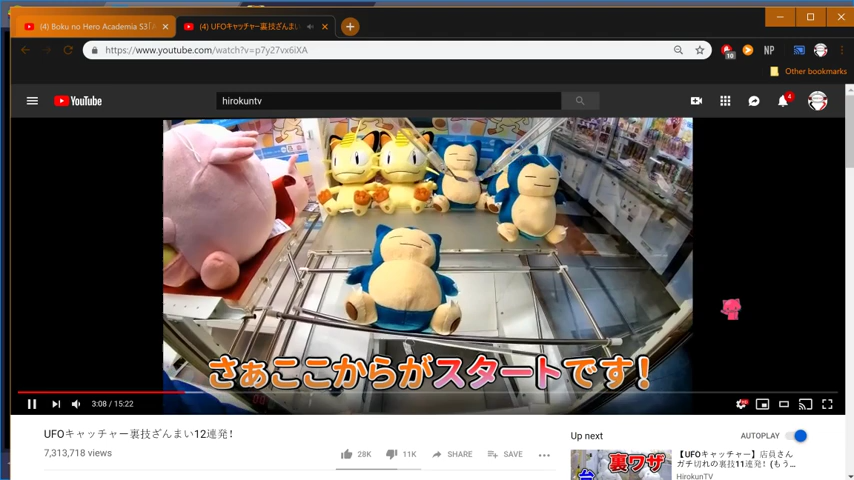 (4) Boku no Hero Academia S3
(4) UFOキャッチャー裏技ざんまい
https://www.youtube.com/watch?v=p7y27vx6iXA
10
NP
Other bookmarks
YouTube
hirokuntv
4
さぁここからがスタートです!
3:08 / 15:22
HD
UFOキャッチャー裏技ざんまい12連発!
7,313,718 views
28K
11K
SHARE
SAVE
Up next
AUTOPLAY
裏ワザ
【UFOキャッチャー】店員さん
ガチ切れの裏技11連発! (もう...
HirokunTV